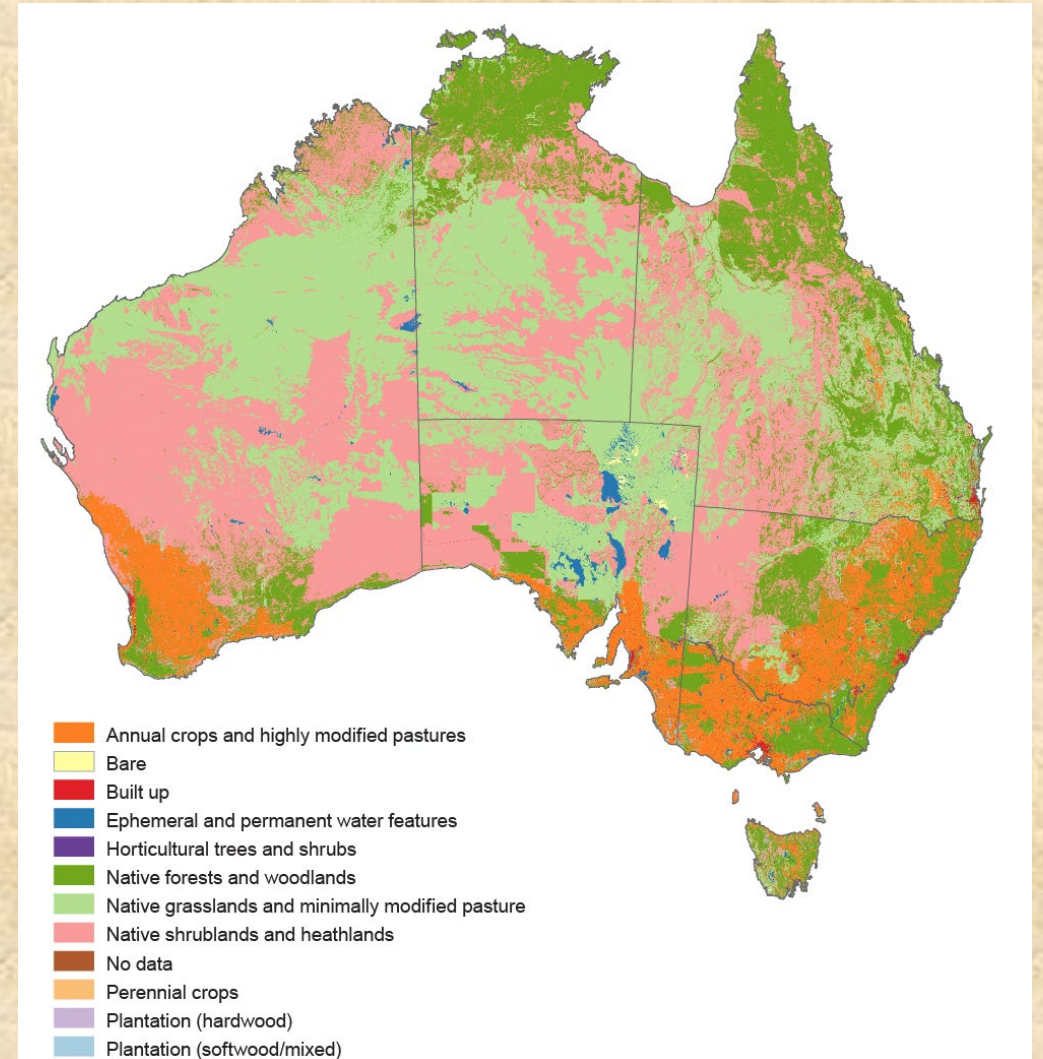 Annual crops and highly modified pastures
Bare
Built up
Ephemeral and permanent water features
Horticultural trees and shrubs
Native forests and woodlands
Native grasslands and minimally modified pasture
Native shrublands and heathlands
No data
Perennial crops
Plantation (hardwood)
Plantation (softwood/mixed)